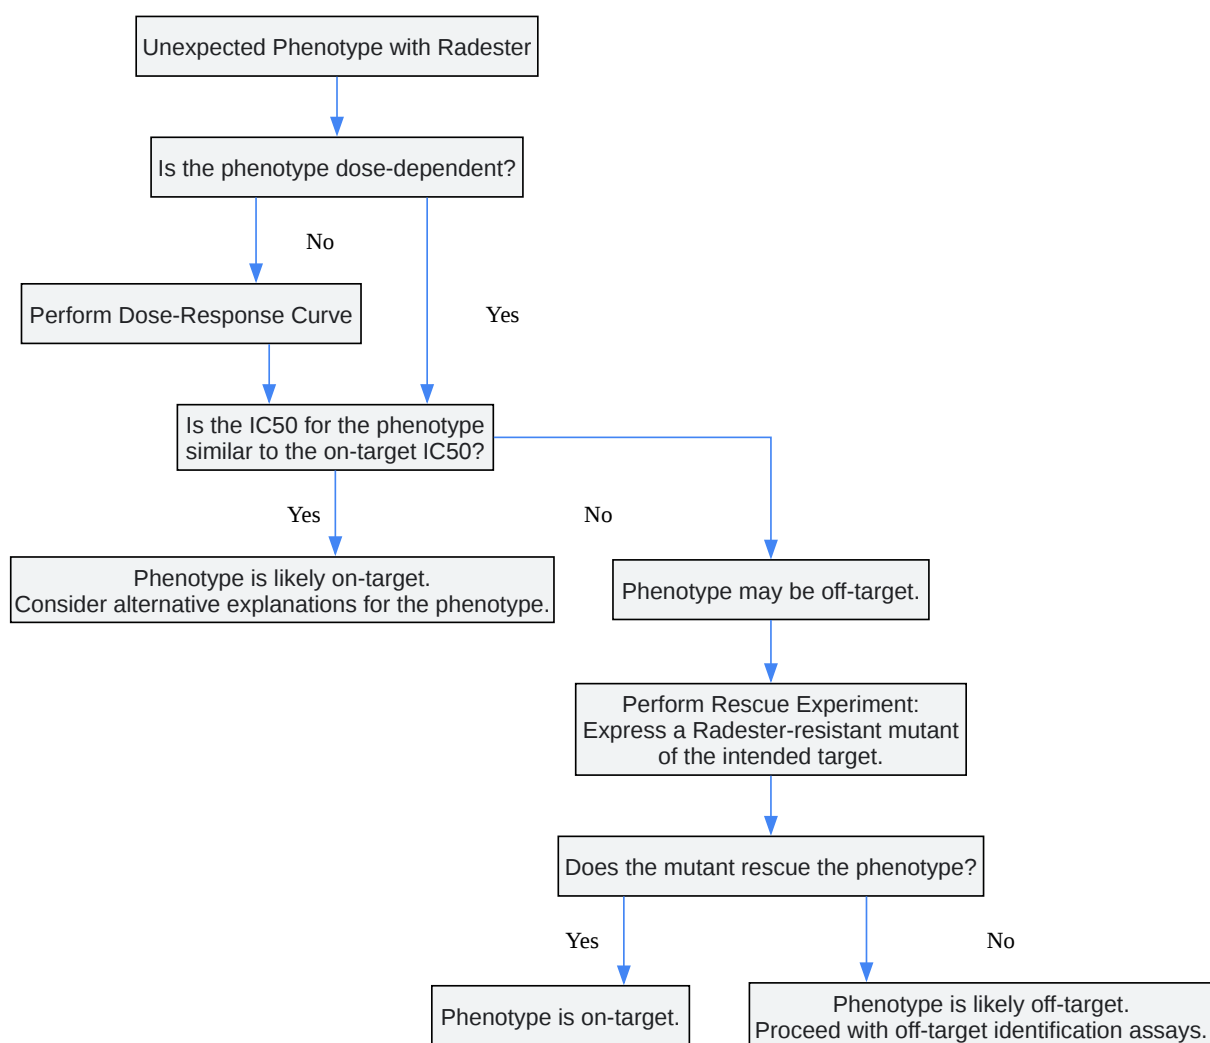 Unexpected Phenotype with Radester
Is the phenotype dose-dependent?
No
Perform Dose-Response Curve
Yes
Is the IC50 for the phenotype
similar to the on-target IC50?
Yes
No
Phenotype is likely on-target.
Consider alternative explanations for the phenotype.
Phenotype may be off-target.
Perform Rescue Experiment:
Express a Radester-resistant mutant
of the intended target.
Does the mutant rescue the phenotype?
Yes
No
Phenotype is on-target.
Phenotype is likely off-target.
Proceed with off-target identification assays.